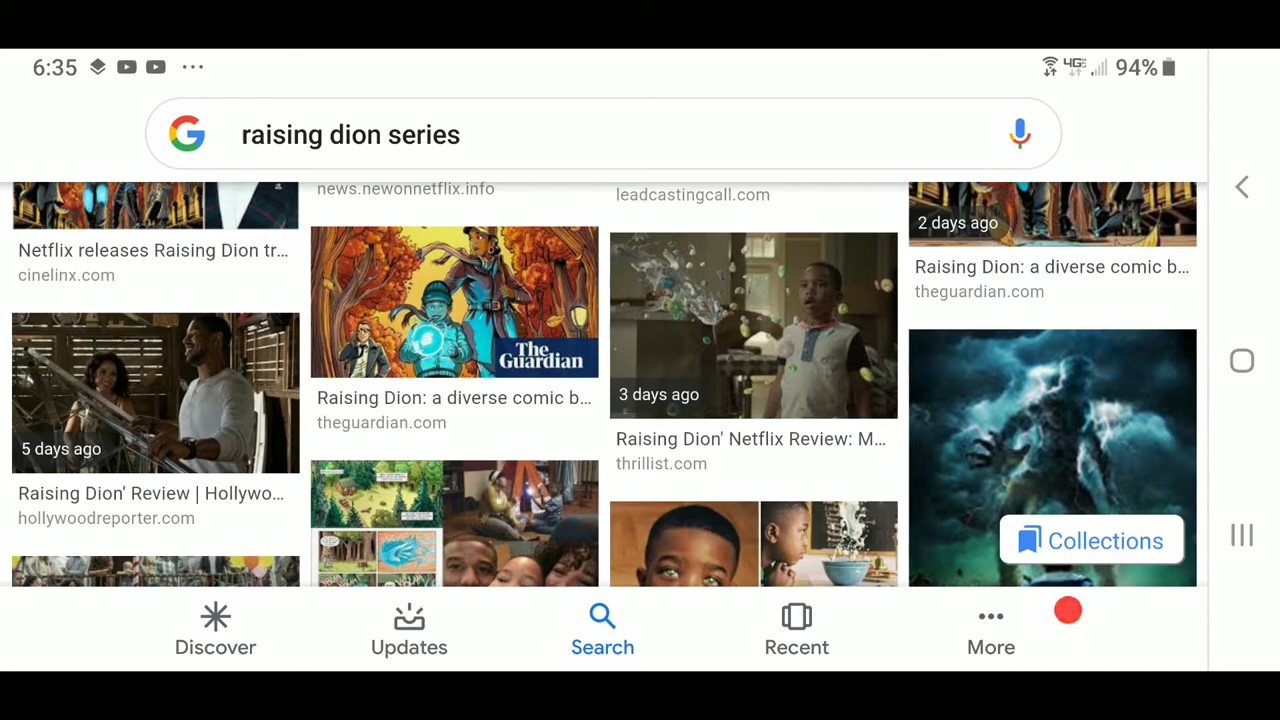 6:35
94%
raising dion series
news.newonnetflix.info
leadcastingcall.com
2 days ago
Netflix releases Raising Dion tr...
cinelinx.com
Raising Dion: a diverse comic b...
theguardian.com
The
Guardian
5 days ago
3 days ago
Raising Dion: a diverse comic b...
theguardian.com
Raising Dion' Netflix Review: M...
thrillist.com
Raising Dion' Review | Hollywo...
hollywoodreporter.com
Collections
Discover
Updates
Search
Recent
More